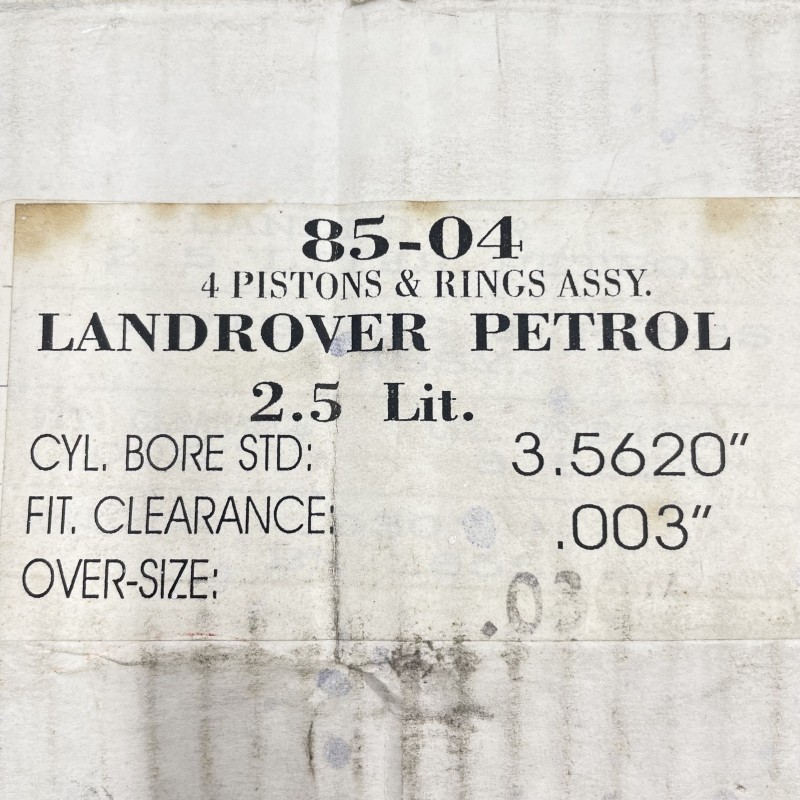 85-04
4 PISTONS & RINGS ASSY.
LANDROVER PETROL
2.5 Lit.
CYL. BORE STD: 3.5620"
FIT. CLEARANCE: .003"
OVER-SIZE: .030